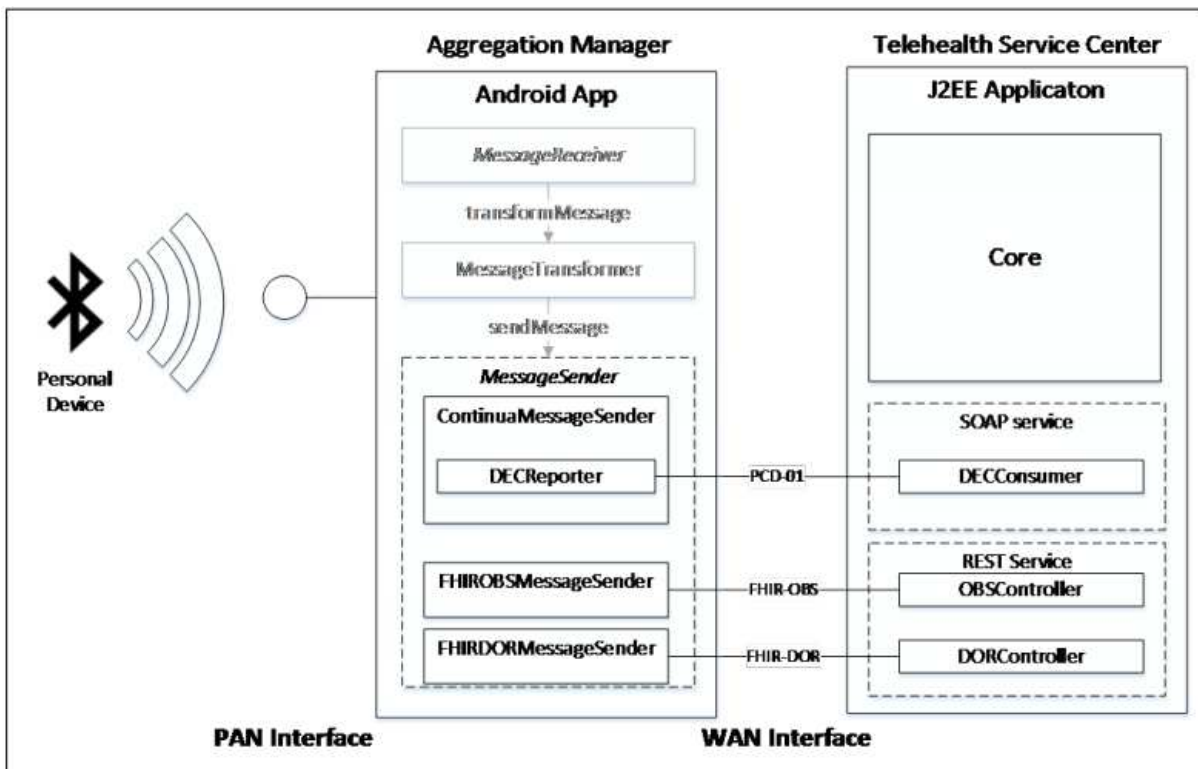 Aggregation Manager
Telehealth Service Center
Android App
J2EE Applicaton
MessageReceiver
transformMessage
MessageTransformer
Core
sendMessage
Personal
Device
MessageSender
ContinuaMessageSender
SOAP service
DECReporter
PCD-01
DECConsumer
REST Service
FHIROBSMessageSender
FHIR-OBS
OBSController
FHIRDORMessageSender
FHIR-DOR
DORController
PAN Interface
WAN Interface